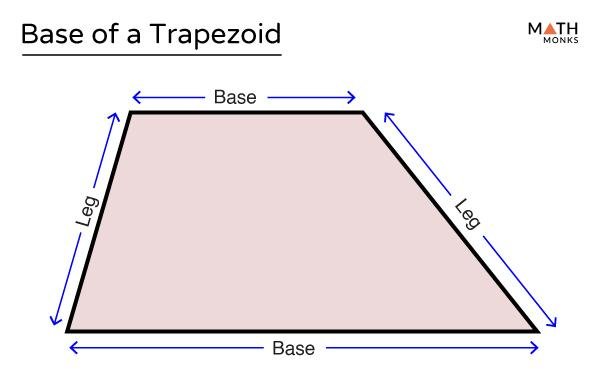 Base of a Trapezoid
MATH
MONKS
Base
Leg
Leg
Base